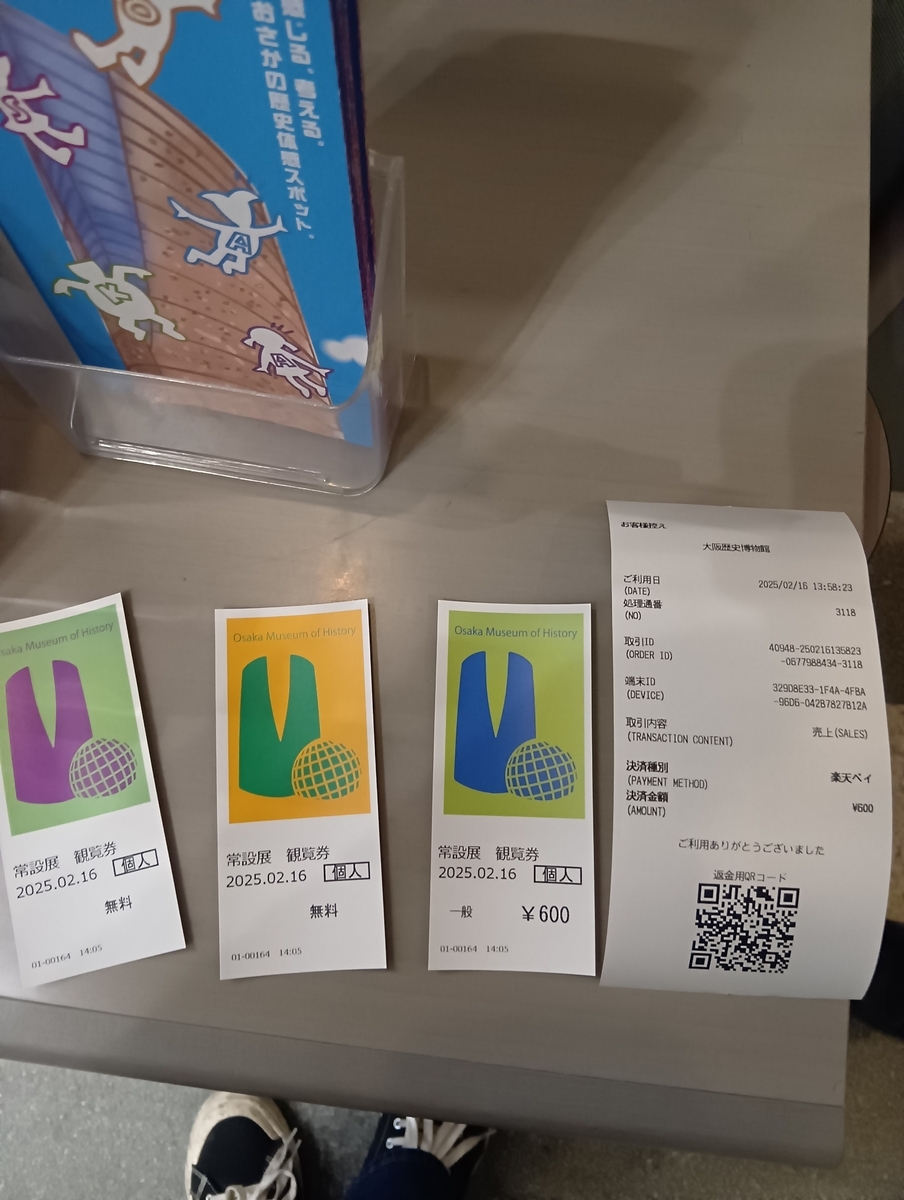 感じる。考える。
おさかの歴史体感スポット。
A
A
Osaka Museum of History
常設展 観覧券
2025.02.16 個人
無料
01-00164 14:05
Osaka Museum of History
常設展 観覧券
2025.02.16 個人
無料
01-00164 14:05
Osaka Museum of History
常設展 観覧券
2025.02.16 個人
一般 ¥600
01-00164 14:05
お客様控え
大阪歴史博物館
ご利用日 2025/02/16 13:58:23
(DATE)
処理通番 3118
(NO)
取引ID 40948-250216135823
(ORDER ID) -0677988434-3118
端末ID 329D8E33-1F4A-4FBA
(DEVICE) -96D6-042B7827B12A
取引内容 売上(SALES)
(TRANSACTION CONTENT)
決済種別 楽天ペイ
(PAYMENT METHOD)
決済金額 ¥600
(AMOUNT)
ご利用ありがとうございました
返金用QRコード